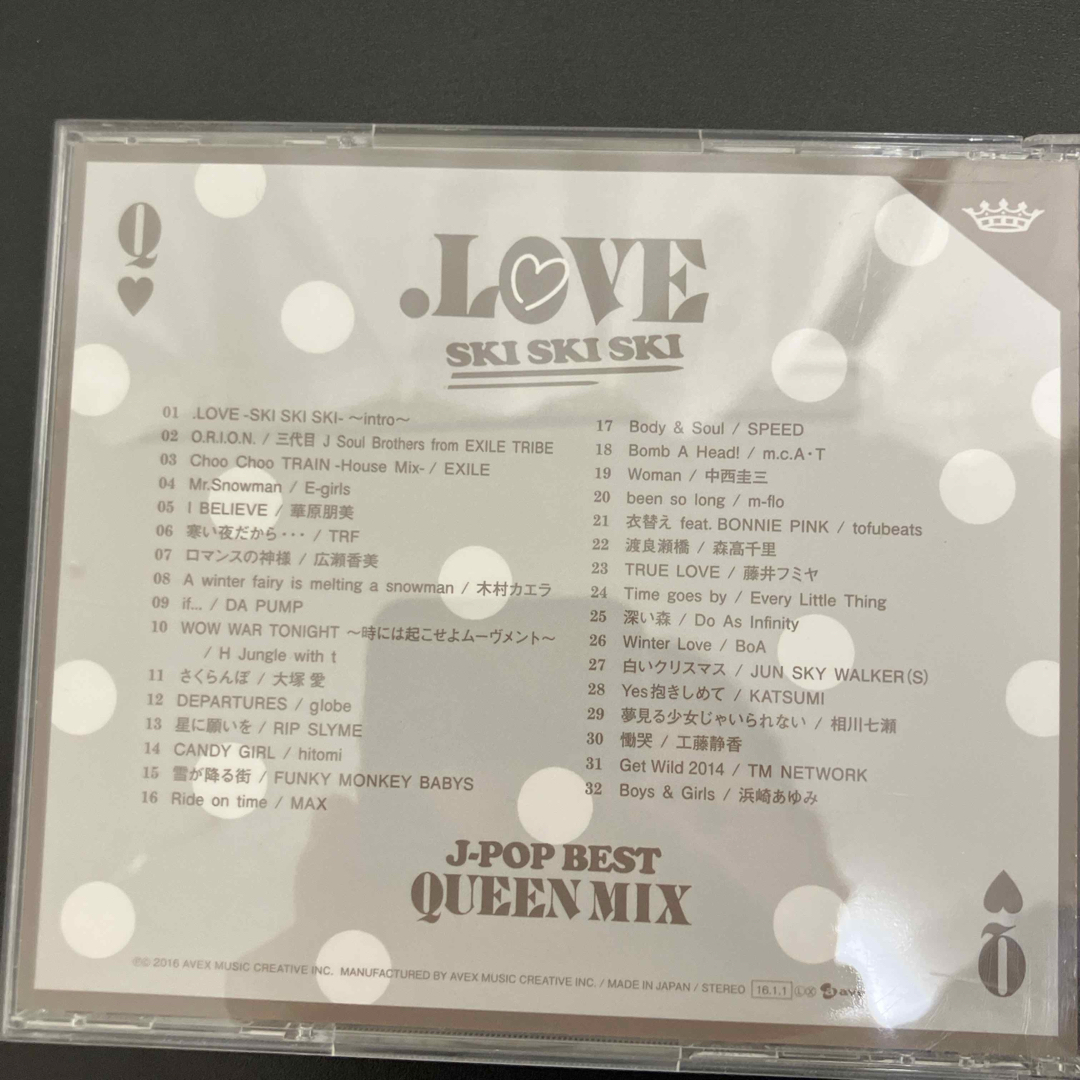 Q
.LOVE
SKI SKI SKI
01 .LOVE -SKI SKI SKI- ～intro～
02 O.R.I.O.N. / 三代目 J Soul Brothers from EXILE TRIBE
03 Choo Choo TRAIN -House Mix- / EXILE
04 Mr.Snowman / E-girls
05 I BELIEVE / 華原朋美
06 寒い夜だから・・・ / TRF
07 ロマンスの神様 / 広瀬香美
08 A winter fairy is melting a snowman / 木村カエラ
09 if... / DA PUMP
10 WOW WAR TONIGHT ～時には起こせよムーヴメント～
/ H Jungle with t
11 さくらんぼ / 大塚 愛
12 DEPARTURES / globe
13 星に願いを / RIP SLYME
14 CANDY GIRL / hitomi
15 雪が降る街 / FUNKY MONKEY BABYS
16 Ride on time / MAX
17 Body & Soul / SPEED
18 Bomb A Head! / m.c.A・T
19 Woman / 中西圭三
20 been so long / m-flo
21 衣替え feat. BONNIE PINK / tofubeats
22 渡良瀬橋 / 森高千里
23 TRUE LOVE / 藤井フミヤ
24 Time goes by / Every Little Thing
25 深い森 / Do As Infinity
26 Winter Love / BoA
27 白いクリスマス / JUN SKY WALKER(S)
28 Yes抱きしめて / KATSUMI
29 夢見る少女じゃいられない / 相川七瀬
30 慟哭 / 工藤静香
31 Get Wild 2014 / TM NETWORK
32 Boys & Girls / 浜崎あゆみ
J-POP BEST
QUEEN MIX
℗© 2016 AVEX MUSIC CREATIVE INC. MANUFACTURED BY AVEX MUSIC CREATIVE INC. / MADE IN JAPAN / STEREO 16.1.1 Ⓛ Ⓧ
Q